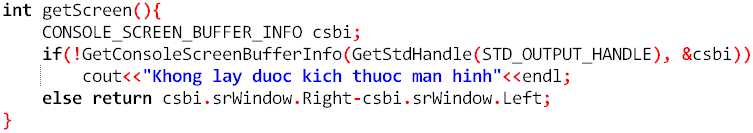 int getScreen(){
    CONSOLE_SCREEN_BUFFER_INFO csbi;
    if(!GetConsoleScreenBufferInfo(GetStdHandle(STD_OUTPUT_HANDLE), &csbi))
        cout<<"Khong lay duoc kich thuoc man hinh"<<endl;
    else return csbi.srWindow.Right-csbi.srWindow.Left;
}